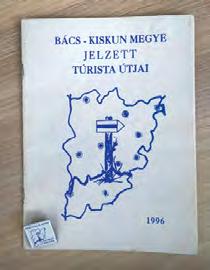 BÁCS - KISKUN MEGYE
JELZETT
TÚRISTA ÚTJAI
1996